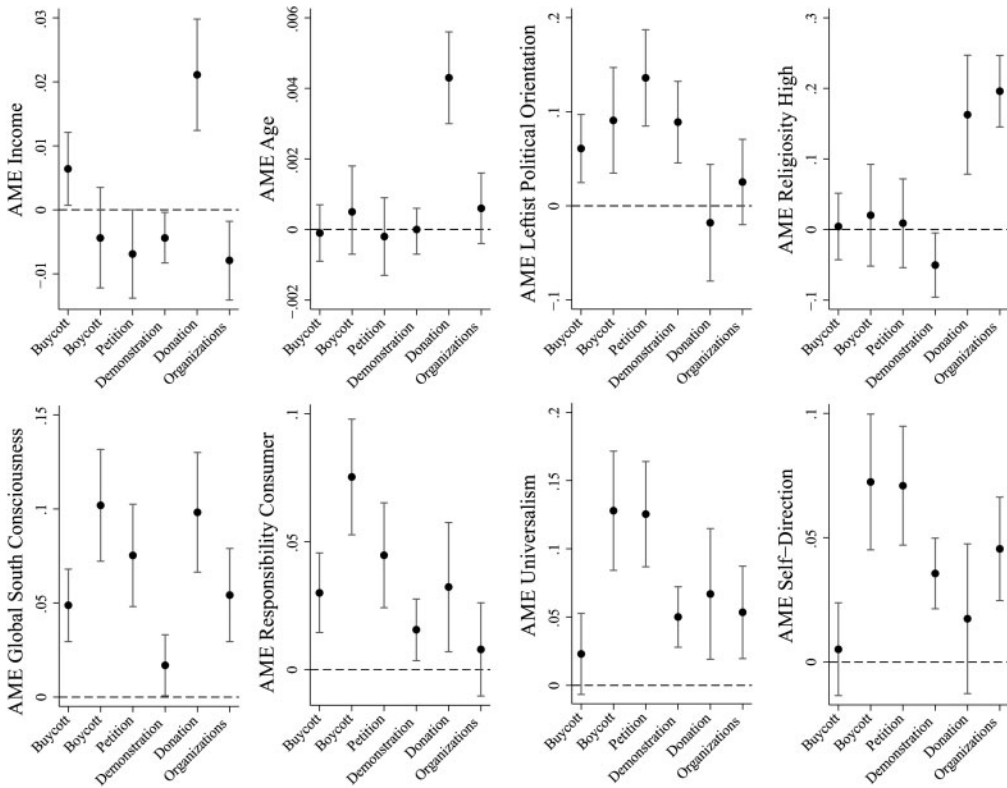 AME Income
.03
.02
.01
0
-.01
Buycott
Boycott
Petition
Demonstration
Donation
Organizations
AME Age
.006
.004
.002
0
-.002
Buycott
Boycott
Petition
Demonstration
Donation
Organizations
AME Leftist Political Orientation
.2
.1
0
-.1
Buycott
Boycott
Petition
Demonstration
Donation
Organizations
AME Religiosity High
.3
.2
.1
0
-.1
Buycott
Boycott
Petition
Demonstration
Donation
Organizations
AME Global South Consciousness
.15
.1
.05
0
Buycott
Boycott
Petition
Demonstration
Donation
Organizations
AME Responsibility Consumer
.1
.05
0
Buycott
Boycott
Petition
Demonstration
Donation
Organizations
AME Universalism
.2
.15
.1
.05
0
Buycott
Boycott
Petition
Demonstration
Donation
Organizations
AME Self-Direction
.1
.05
0
Buycott
Boycott
Petition
Demonstration
Donation
Organizations